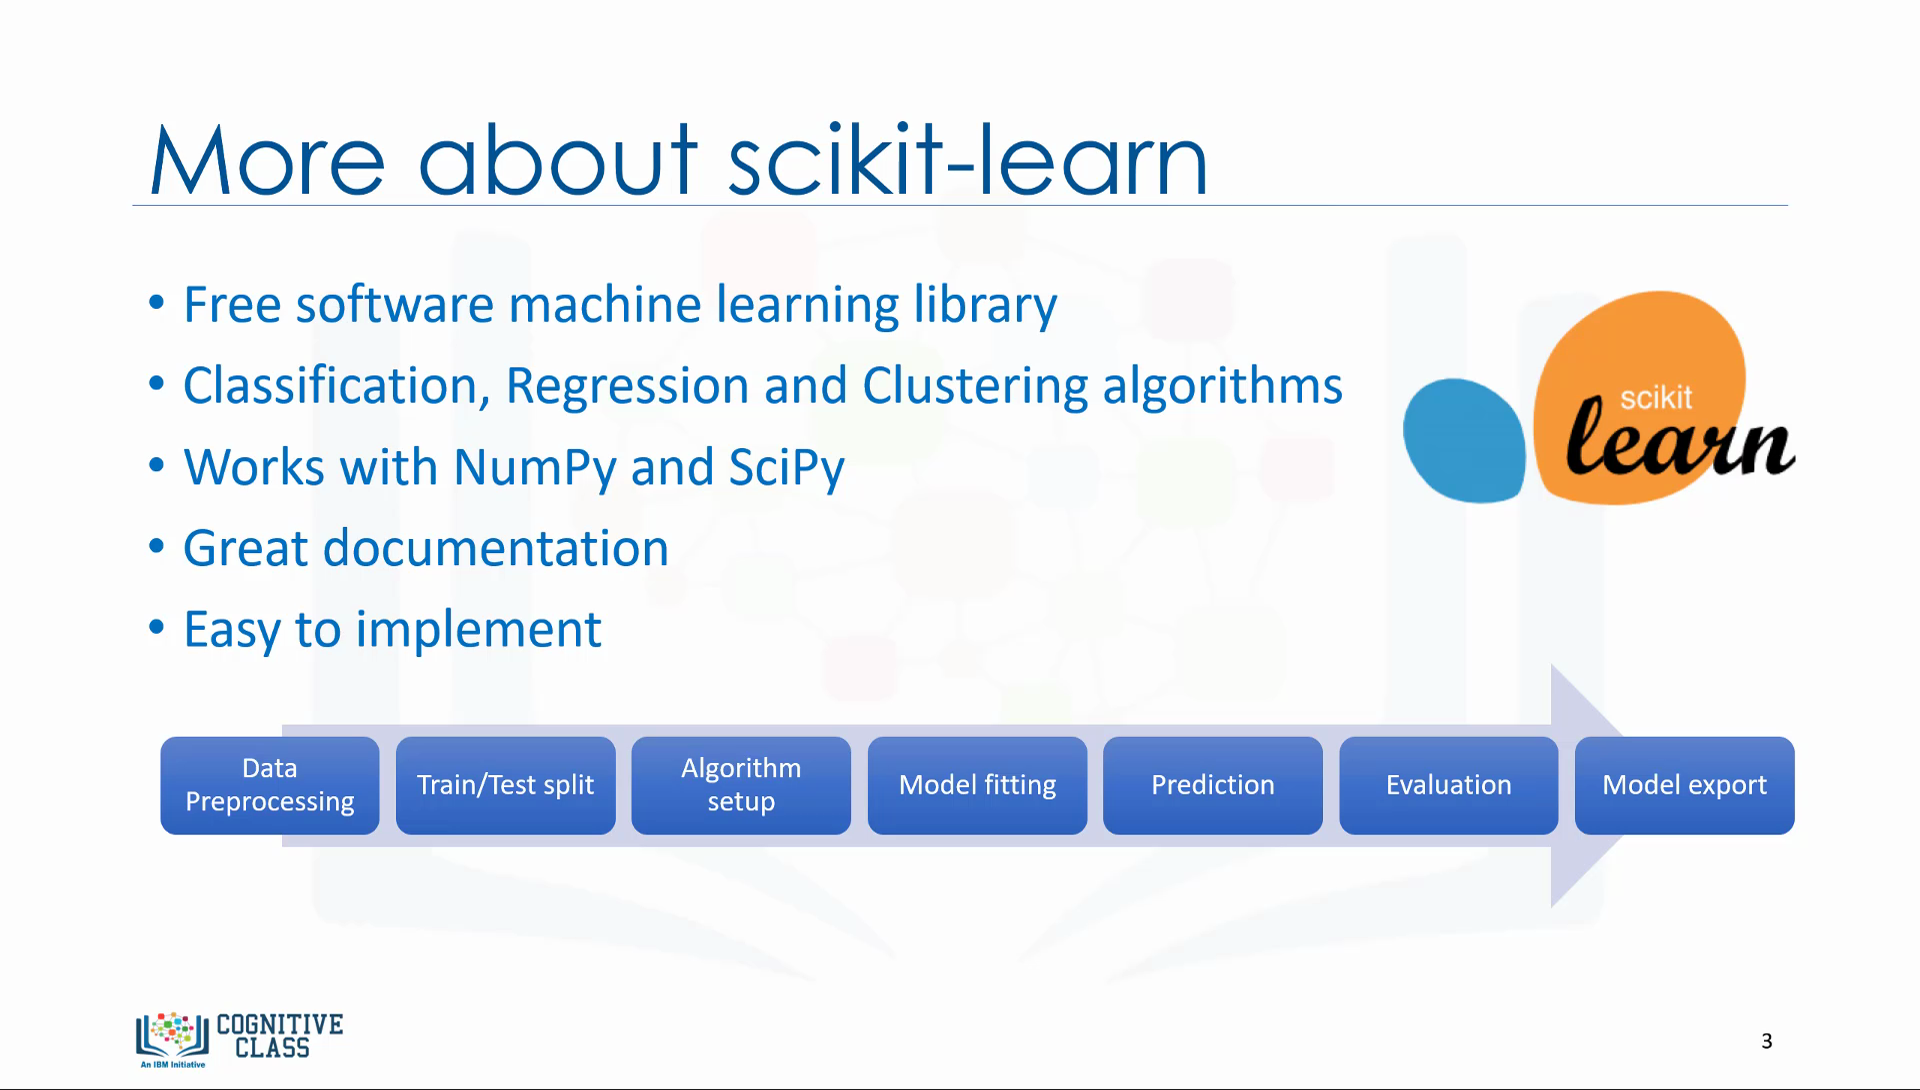 More about scikit-learn
• Free software machine learning library
• Classification, Regression and Clustering algorithms
• Works with NumPy and SciPy
• Great documentation
• Easy to implement
scikit
learn
Data
Preprocessing
Train/Test split
Algorithm
setup
Model fitting
Prediction
Evaluation
Model export
COGNITIVE
CLASS
An IBM Initiative
3